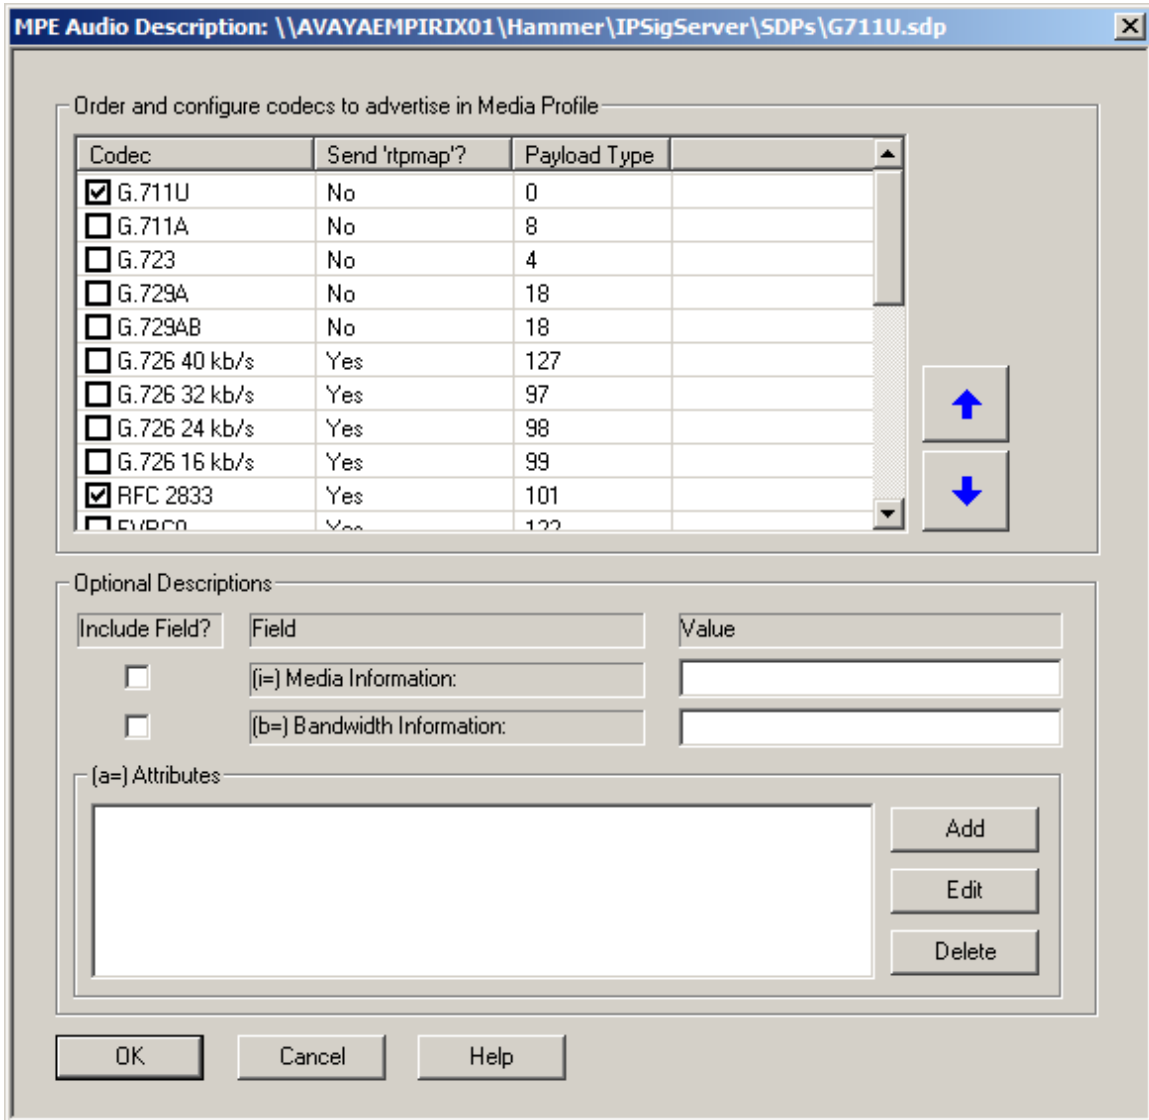 MPE Audio Description: \\AVAYAEMPIRIX01\Hammer\IPSigServer\SDPs\G711U.sdp
Order and configure codecs to advertise in Media Profile
Codec Send 'rtpmap'? Payload Type
G.711U No 0
G.711A No 8
G.723 No 4
G.729A No 18
G.729AB No 18
G.726 40 kb/s Yes 127
G.726 32 kb/s Yes 97
G.726 24 kb/s Yes 98
G.726 16 kb/s Yes 99
RFC 2833 Yes 101
Yes
Optional Descriptions
Include Field? Field Value
(i=) Media Information:
(b=) Bandwidth Information:
(a=) Attributes
Add
Edit
Delete
OK Cancel Help